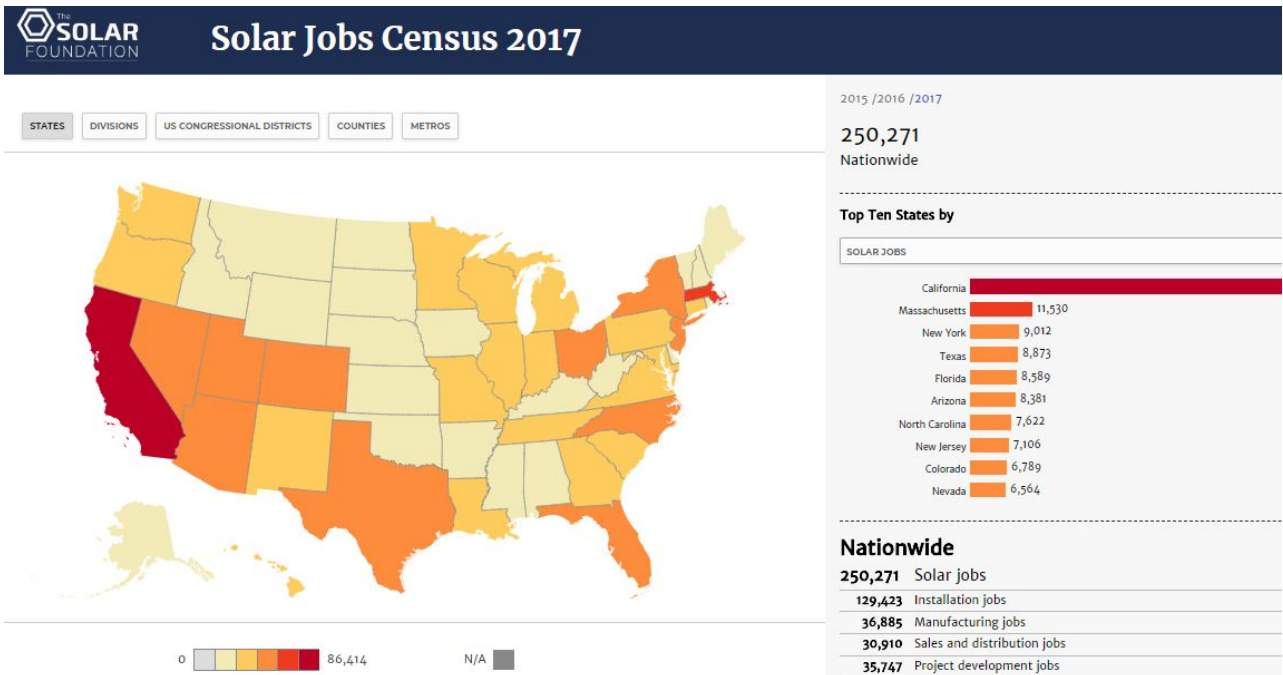 The
SOLAR
FOUNDATION
Solar Jobs Census 2017
STATES
DIVISIONS
US CONGRESSIONAL DISTRICTS
COUNTIES
METROS
0
86,414
N/A
2015 /2016 /2017
250,271
Nationwide
Top Ten States by
SOLAR JOBS
California
Massachusetts 11,530
New York 9,012
Texas 8,873
Florida 8,589
Arizona 8,381
North Carolina 7,622
New Jersey 7,106
Colorado 6,789
Nevada 6,564
Nationwide
250,271 Solar jobs
129,423 Installation jobs
36,885 Manufacturing jobs
30,910 Sales and distribution jobs
35,747 Project development jobs